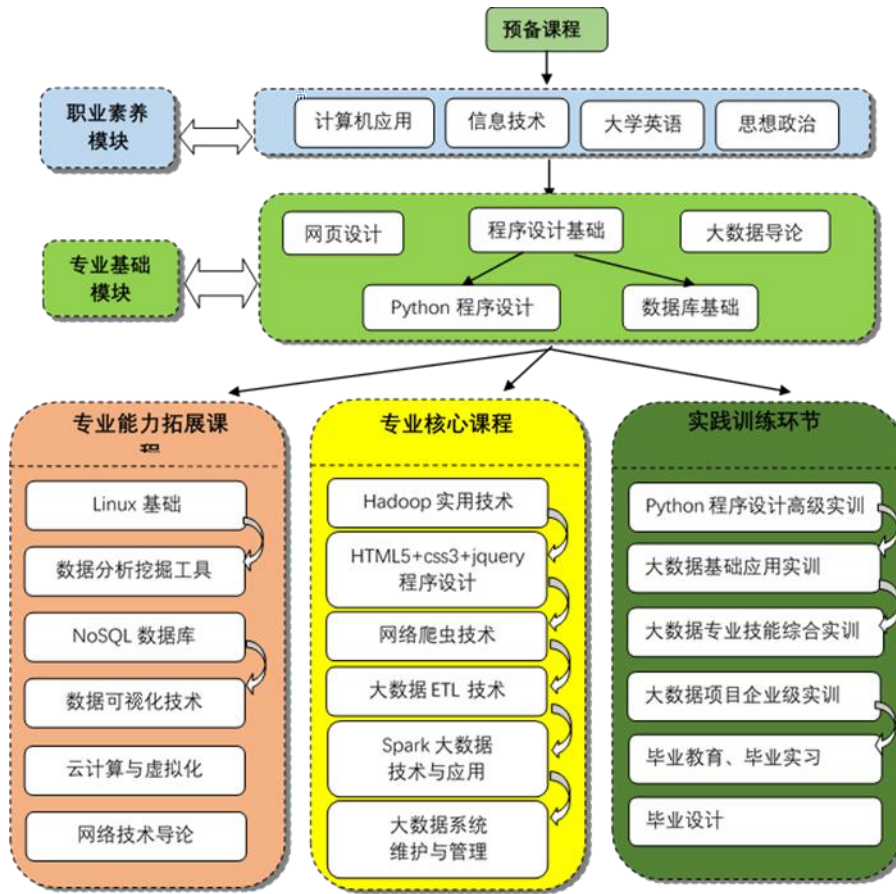 预备课程
职业素养
模块
计算机应用
信息技术
大学英语
思想政治
专业基础
模块
网页设计
程序设计基础
大数据导论
Python 程序设计
数据库基础
专业能力拓展课
程
Linux 基础
数据分析挖掘工具
NoSQL 数据库
数据可视化技术
云计算与虚拟化
网络技术导论
专业核心课程
Hadoop 实用技术
HTML5+css3+jquery
程序设计
网络爬虫技术
大数据 ETL 技术
Spark 大数据
技术与应用
大数据系统
维护与管理
实践训练环节
Python 程序设计高级实训
大数据基础应用实训
大数据专业技能综合实训
大数据项目企业级实训
毕业教育、毕业实习
毕业设计